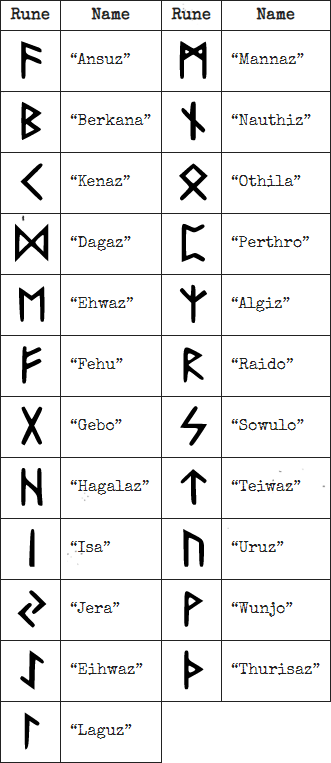 Rune Name Rune Name
ᚨ “Ansuz” ᛗ “Mannaz”
ᛒ “Berkana” ᚾ “Nauthiz”
ᚲ “Kenaz” ᛟ “Othila”
ᛞ “Dagaz” ᛈ “Perthro”
ᛖ “Ehwaz” ᛉ “Algiz”
ᚠ “Fehu” ᚱ “Raido”
ᚷ “Gebo” ᛋ “Sowulo”
ᚺ “Hagalaz” ᛏ “Teiwaz”
ᛁ “Isa” ᚢ “Uruz”
ᛃ “Jera” ᚹ “Wunjo”
ᛇ “Eihwaz” ᚦ “Thurisaz”
ᛚ “Laguz”